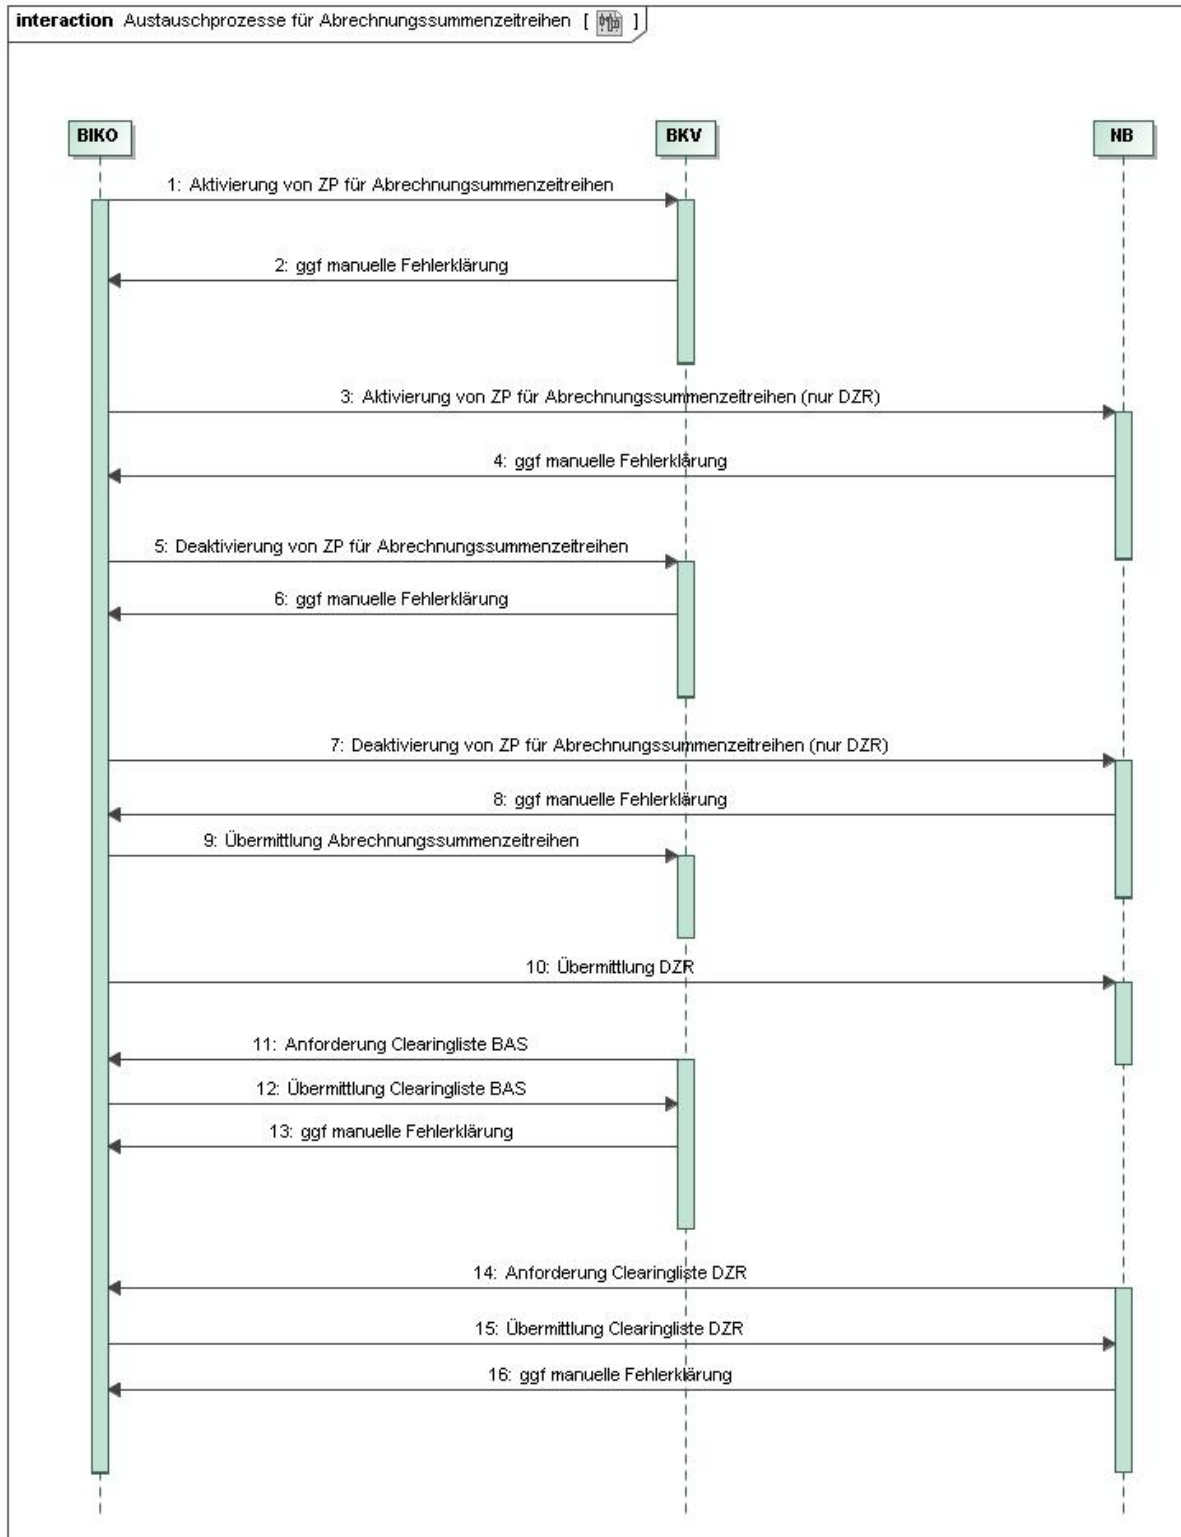 interaction Austauschprozesse für Abrechnungssummenzeitreihen [ ]
BIKO BKV NB
1: Aktivierung von ZP für Abrechnungsummenzeitreihen
2: ggf manuelle Fehlerklärung
3: Aktivierung von ZP für Abrechnungssummenzeitreihen (nur DZR)
4: ggf manuelle Fehlerklärung
5: Deaktivierung von ZP für Abrechnungssummenzeitreihen
6: ggf manuelle Fehlerklärung
7: Deaktivierung von ZP für Abrechnungssummenzeitreihen (nur DZR)
8: ggf manuelle Fehlerklärung
9: Übermittlung Abrechnungssummenzeitreihen
10: Übermittlung DZR
11: Anforderung Clearingliste BAS
12: Übermittlung Clearingliste BAS
13: ggf manuelle Fehlerklärung
14: Anforderung Clearingliste DZR
15: Übermittlung Clearingliste DZR
16: ggf manuelle Fehlerklärung